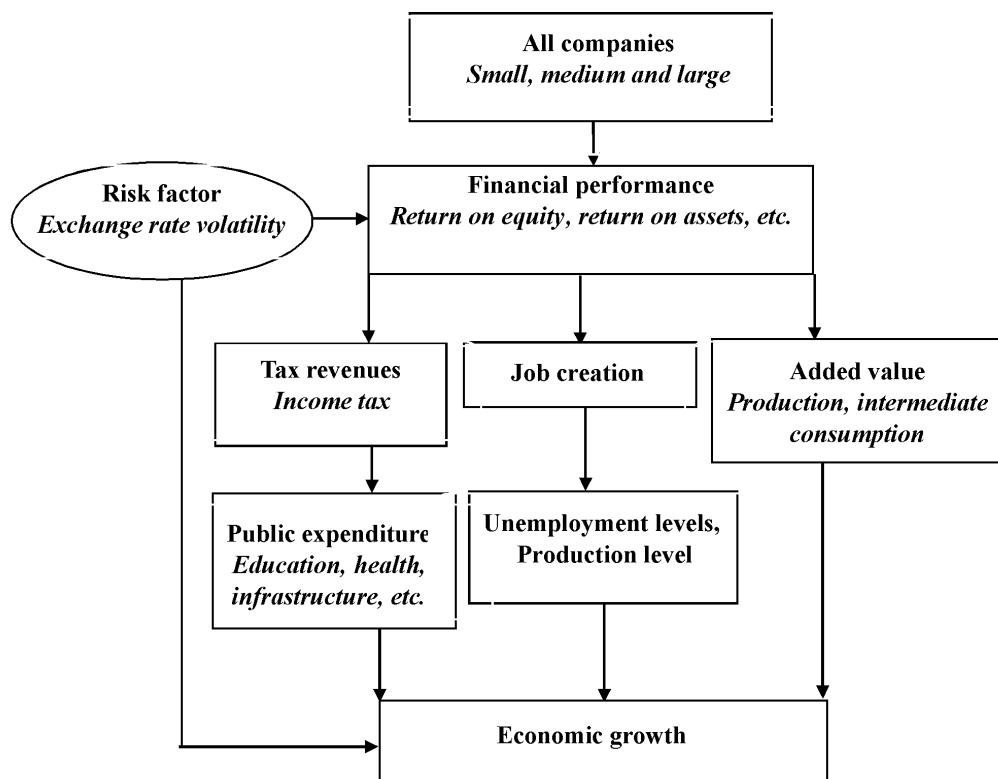 All companies
Small, medium and large
Risk factor
Exchange rate volatility
Financial performance
Return on equity, return on assets, etc.
Tax revenues
Income tax
Job creation
Added value
Production, intermediate
consumption
Public expenditure
Education, health,
infrastructure, etc.
Unemployment levels,
Production level
Economic growth